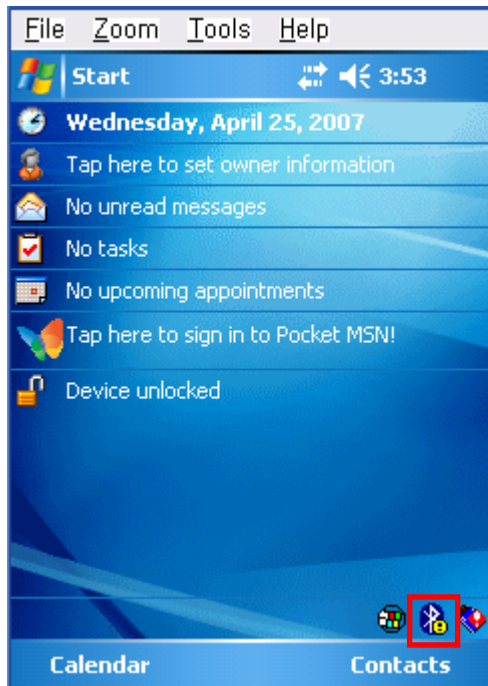 File Zoom Tools Help
Start 3:53
Wednesday, April 25, 2007
Tap here to set owner information
No unread messages
No tasks
No upcoming appointments
Tap here to sign in to Pocket MSN!
Device unlocked
Calendar Contacts